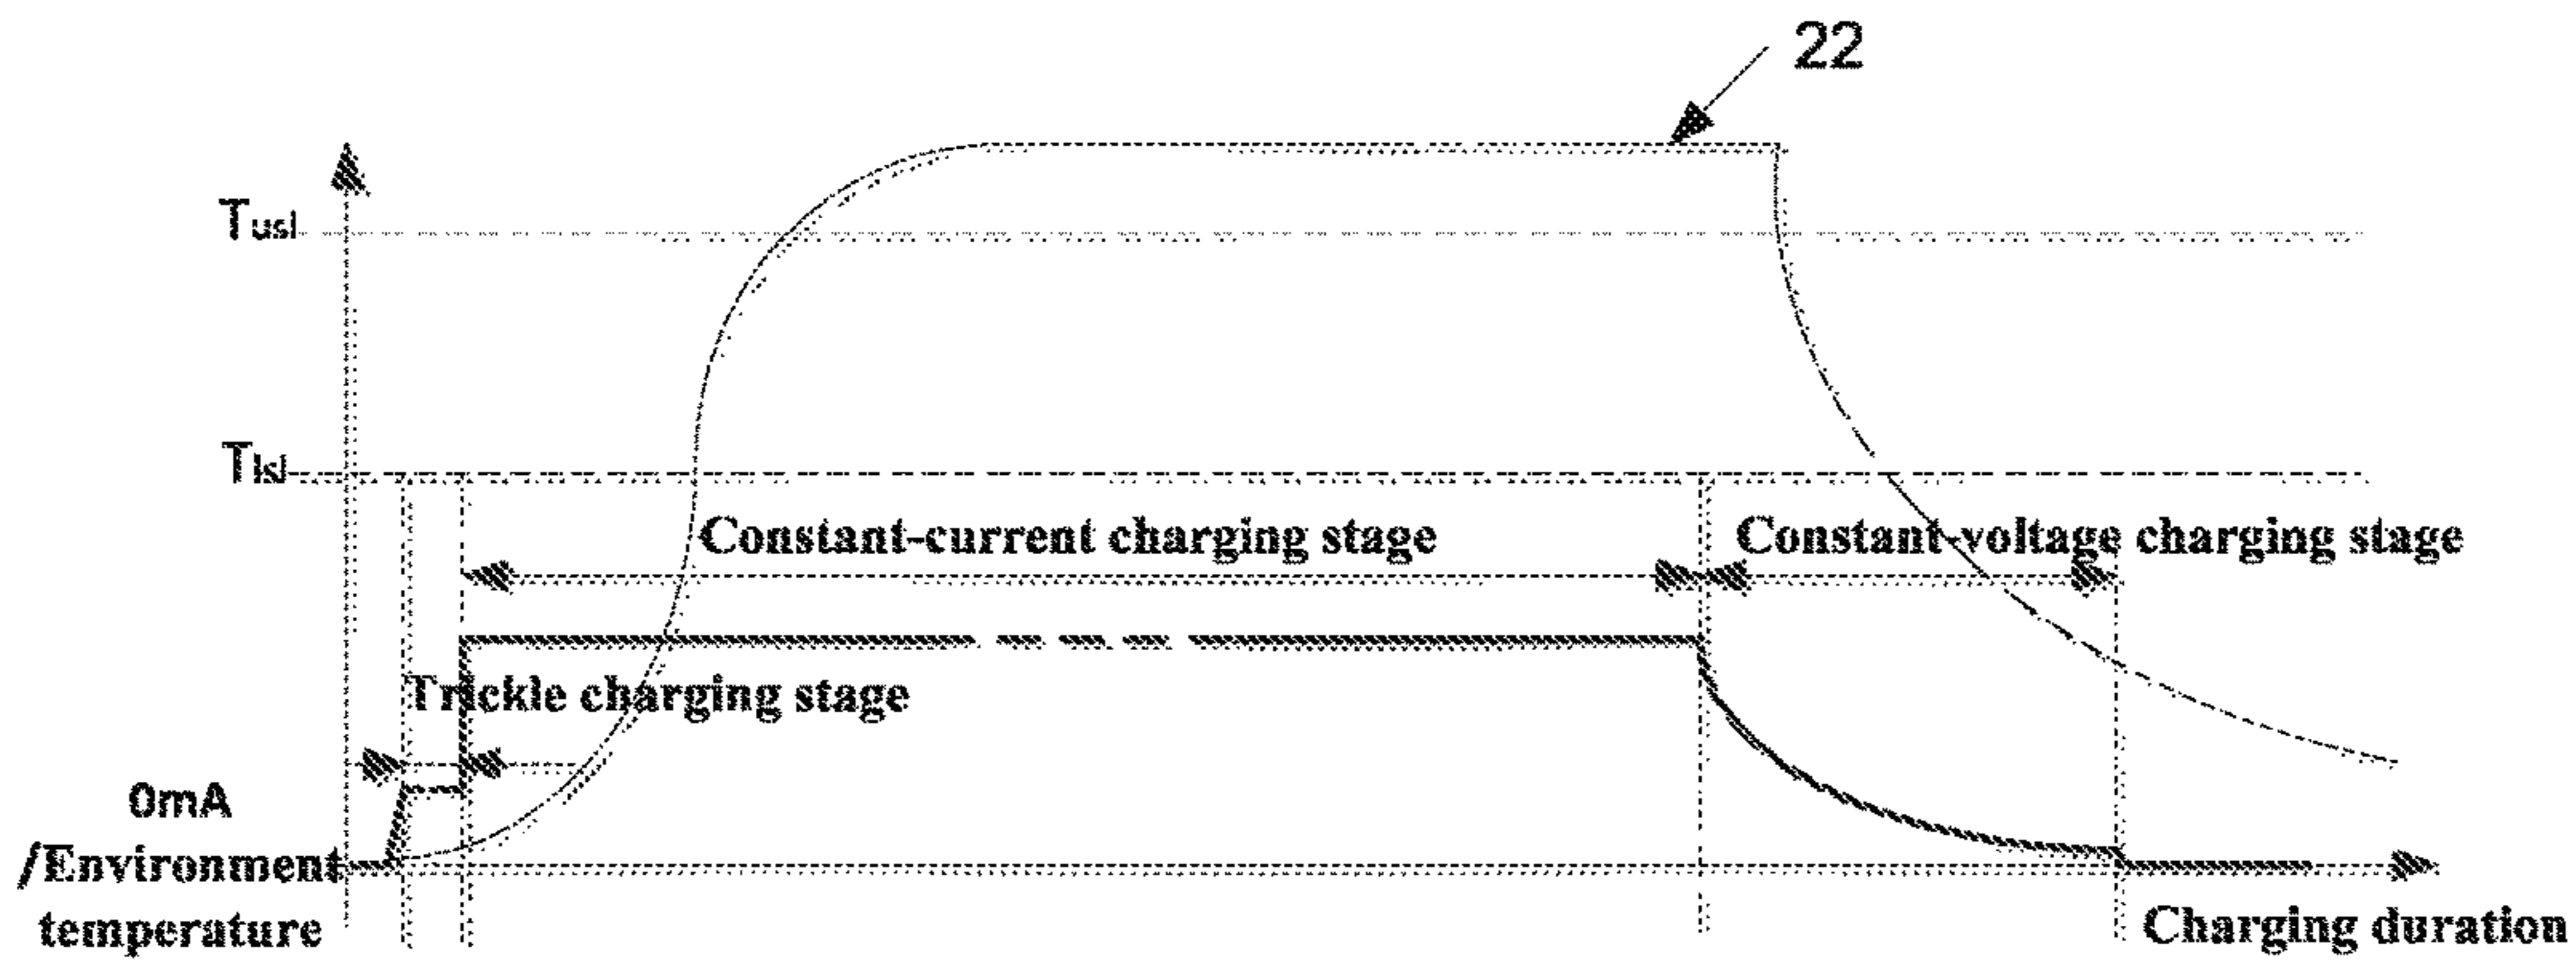 22
Tusl
Tlsl
Constant-current charging stage
Constant-voltage charging stage
Trickle charging stage
0mA
/Environment
temperature
Charging duration